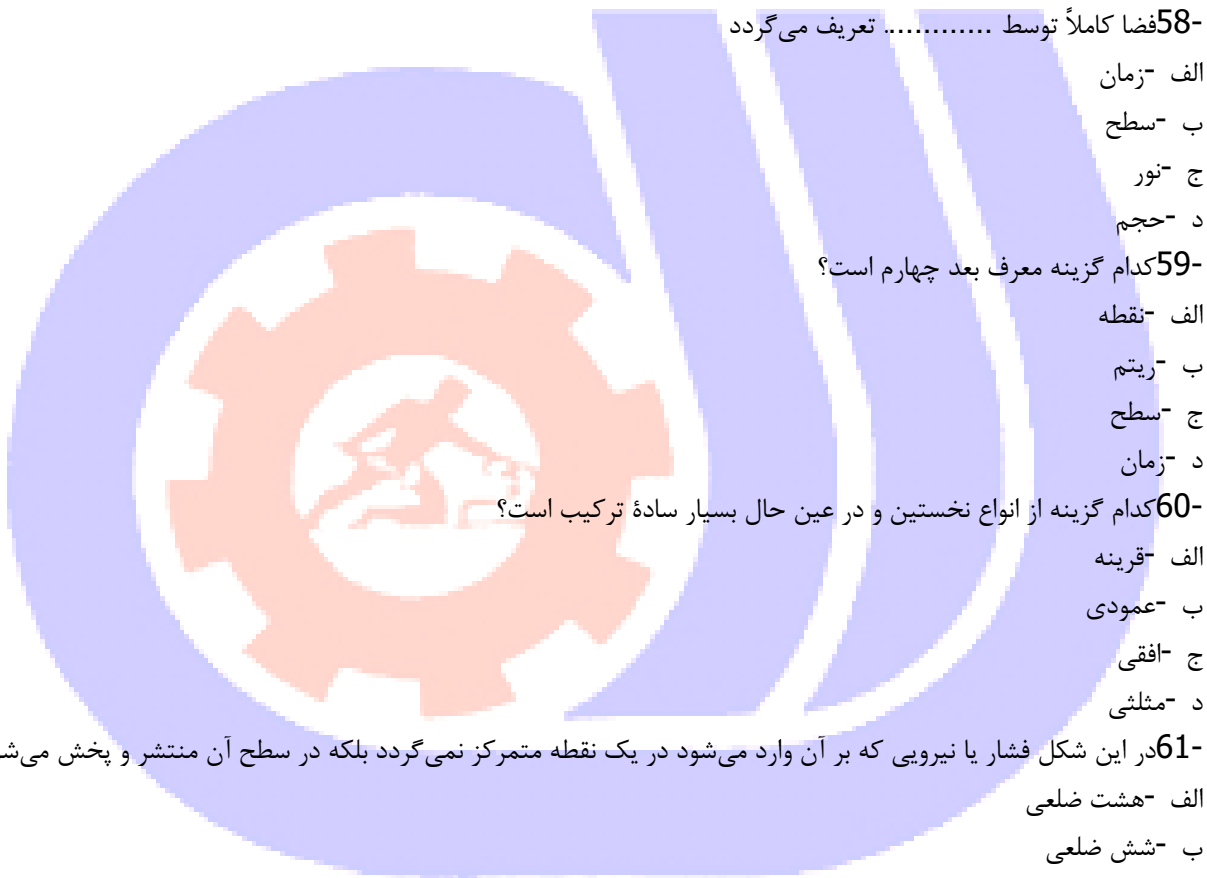 58-فضا کاملاً توسط ............. تعریف می‌گردد
الف -زمان
ب -سطح
ج -نور
د -حجم
59-کدام گزینه معرف بعد چهارم است؟
الف -نقطه
ب -ریتم
ج -سطح
د -زمان
60-کدام گزینه از انواع نخستین و در عین حال بسیار سادۀ ترکیب است؟
الف -قرینه
ب -عمودی
ج -افقی
د -مثلثی
61-در این شکل فشار یا نیرویی که بر آن وارد می‌شود در یک نقطه متمرکز نمی‌گردد بلکه در سطح آن منتشر و پخش می‌ش
الف -هشت ضلعی
ب -شش ضلعی